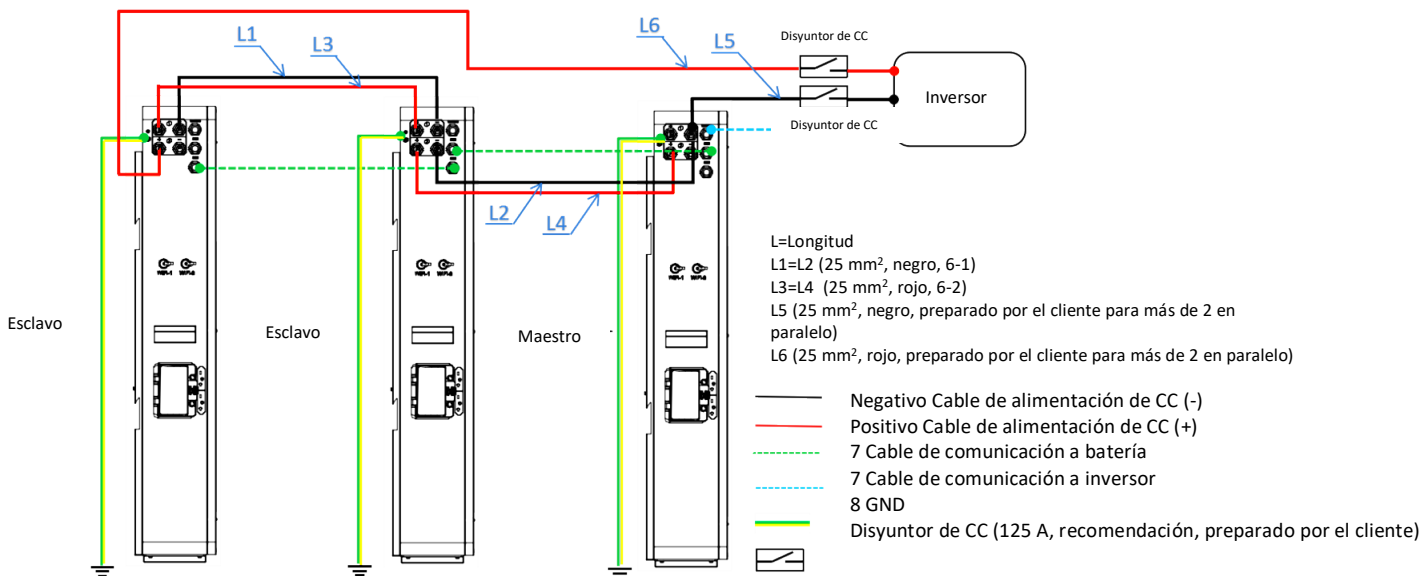 L1
L3
L6
L5
Disyuntor de CC
Inversor
Disyuntor de CC
L2
L4
L=Longitud
L1=L2 (25 mm², negro, 6-1)
L3=L4 (25 mm², rojo, 6-2)
L5 (25 mm², negro, preparado por el cliente para más de 2 en
paralelo)
L6 (25 mm², rojo, preparado por el cliente para más de 2 en paralelo)
Esclavo
Esclavo
Maestro
Negativo Cable de alimentación de CC (-)
Positivo Cable de alimentación de CC (+)
7 Cable de comunicación a batería
7 Cable de comunicación a inversor
8 GND
Disyuntor de CC (125 A, recomendación, preparado por el cliente)